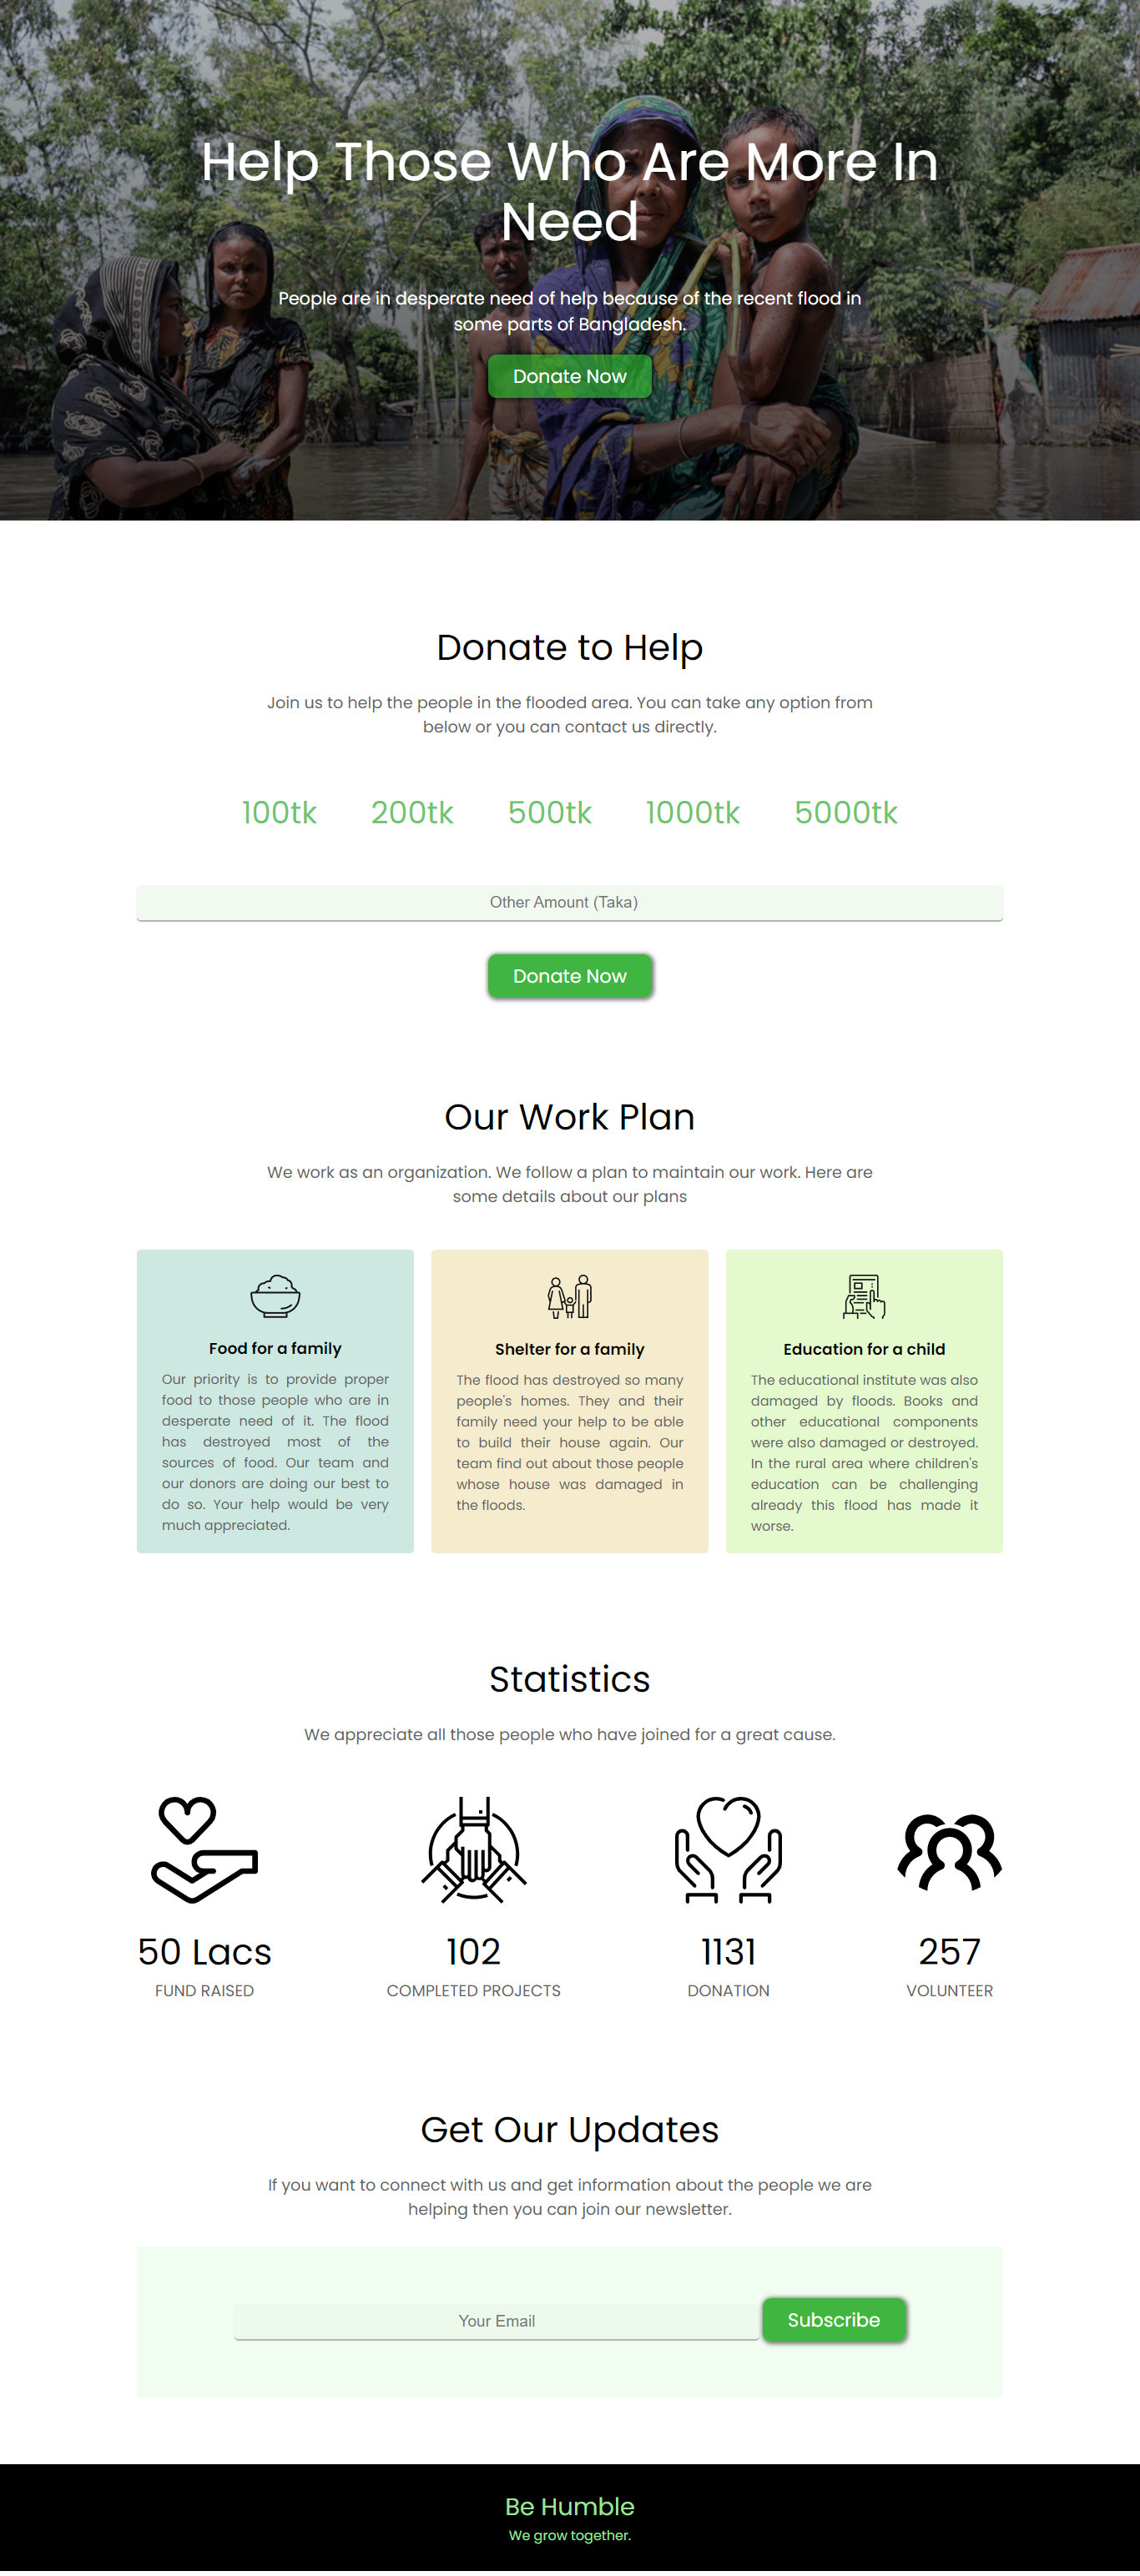 Help Those Who Are More In
Need
People are in desperate need of help because of the recent flood in
some parts of Bangladesh.
Donate Now
Donate to Help
Join us to help the people in the flooded area. You can take any option from
below or you can contact us directly.
100tk 200tk 500tk 1000tk 5000tk
Other Amount (Taka)
Donate Now
Our Work Plan
We work as an organization. We follow a plan to maintain our work. Here are
some details about our plans
Food for a family
Our priority is to provide proper
food to those people who are in
desperate need of it. The flood
has destroyed most of the
sources of food. Our team and
our donors are doing our best to
do so. Your help would be very
much appreciated.
Shelter for a family
The flood has destroyed so many
people's homes. They and their
family need your help to be able
to build their house again. Our
team find out about those people
whose house was damaged in
the floods.
Education for a child
The educational institute was also
damaged by floods. Books and
other educational components
were also damaged or destroyed.
In the rural area where children's
education can be challenging
already this flood has made it
worse.
Statistics
We appreciate all those people who have joined for a great cause.
50 Lacs
FUND RAISED
102
COMPLETED PROJECTS
1131
DONATION
257
VOLUNTEER
Get Our Updates
If you want to connect with us and get information about the people we are
helping then you can join our newsletter.
Your Email
Subscribe
Be Humble
We grow together.